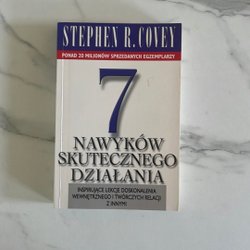 STEPHEN R. COVEY
PONAD 20 MILIONÓW SPRZEDANYCH EGZEMPLARZY
7
NAWYKÓW
SKUTECZNEGO
DZIAŁANIA
INSPIRUJĄCE LEKCJE DOSKONALENIA
WEWNĘTRZNEGO I TWÓRCZYCH RELACJI
Z INNYMI